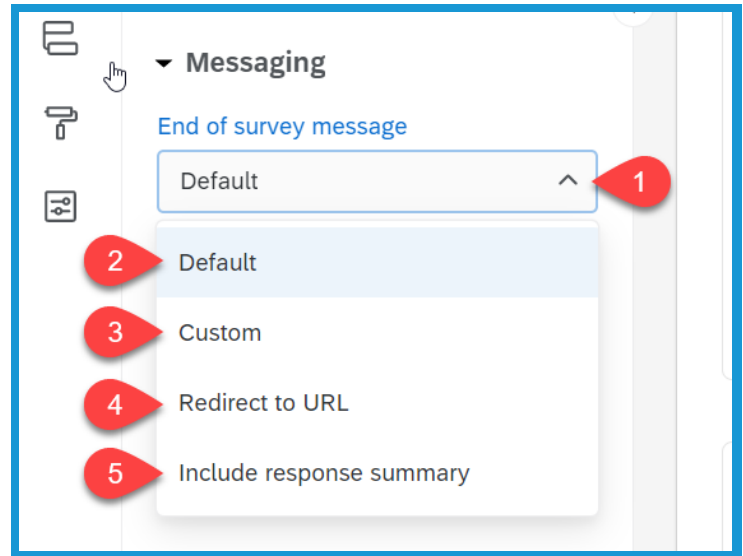 Messaging
End of survey message
Default
1
2
Default
3
Custom
4
Redirect to URL
5
Include response summary